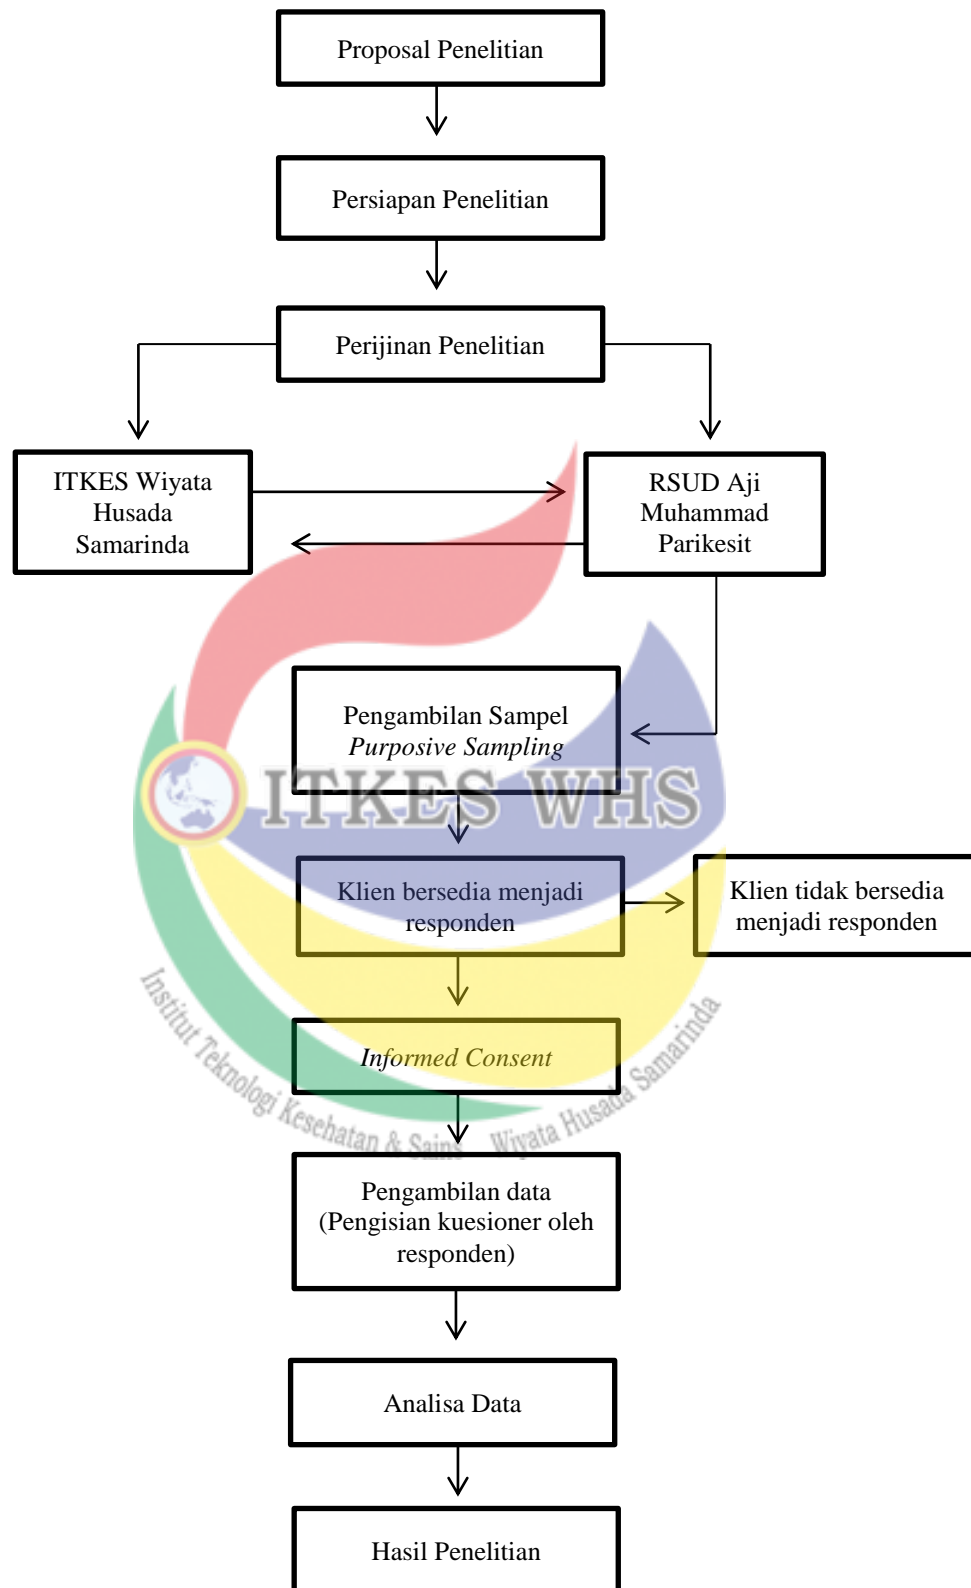 Proposal Penelitian
Persiapan Penelitian
Perijinan Penelitian
ITKES Wiyata
Husada
Samarinda
RSUD Aji
Muhammad
Parikesit
Pengambilan Sampel
Purposive Sampling
ITKES WHS
Klien bersedia menjadi
responden
Klien tidak bersedia
menjadi responden
Informed Consent
Institut Teknologi Kesehatan & Sains Wiyata Husada Samarinda
Pengambilan data
(Pengisian kuesioner oleh
responden)
Analisa Data
Hasil Penelitian